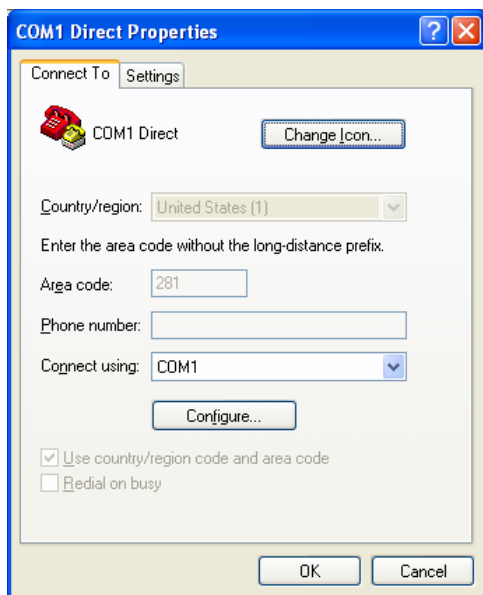 COM1 Direct Properties
?
Connect To Settings
COM1 Direct
Change Icon...
Country/region: United States (1)
Enter the area code without the long-distance prefix.
Area code: 281
Phone number:
Connect using: COM1
Configure...
Use country/region code and area code
Redial on busy
OK Cancel